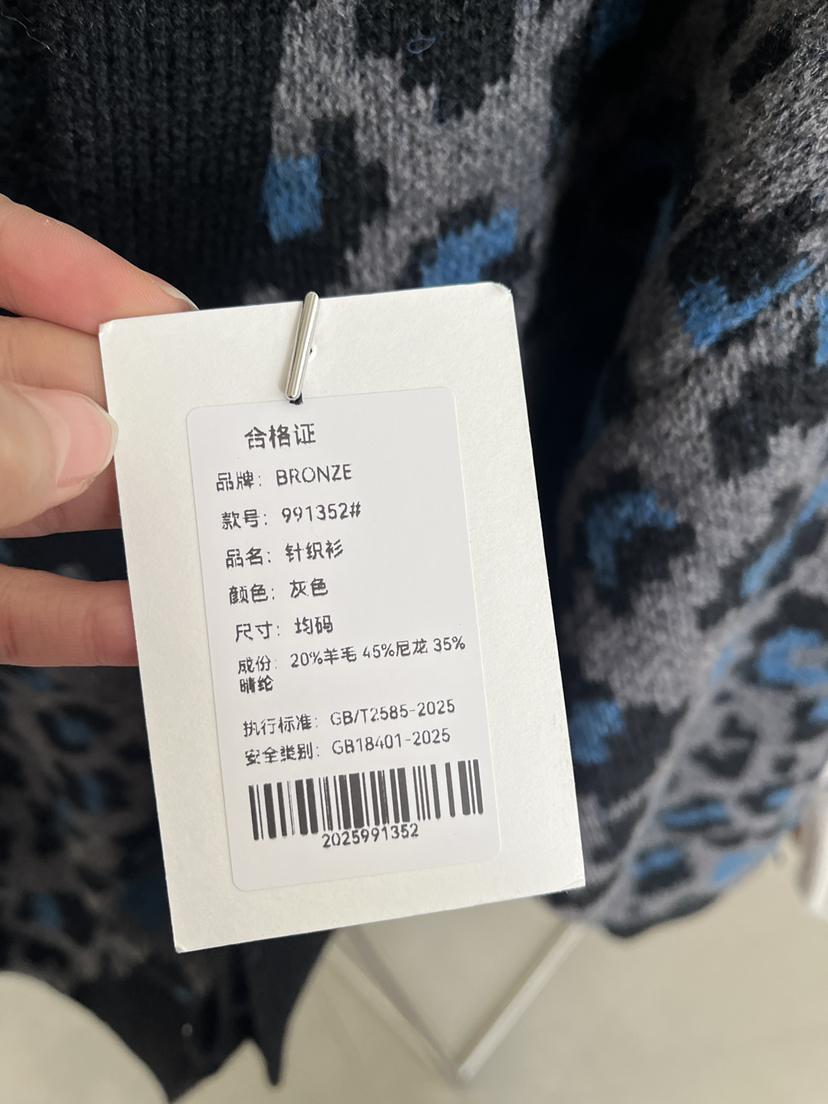 合格证
品牌: BRONZE
款号: 991352#
品名: 针织衫
颜色: 灰色
尺寸: 均码
成份: 20%羊毛 45%尼龙 35%
晴纶
执行标准: GB/T2585-2025
安全类别: GB18401-2025
2025991352